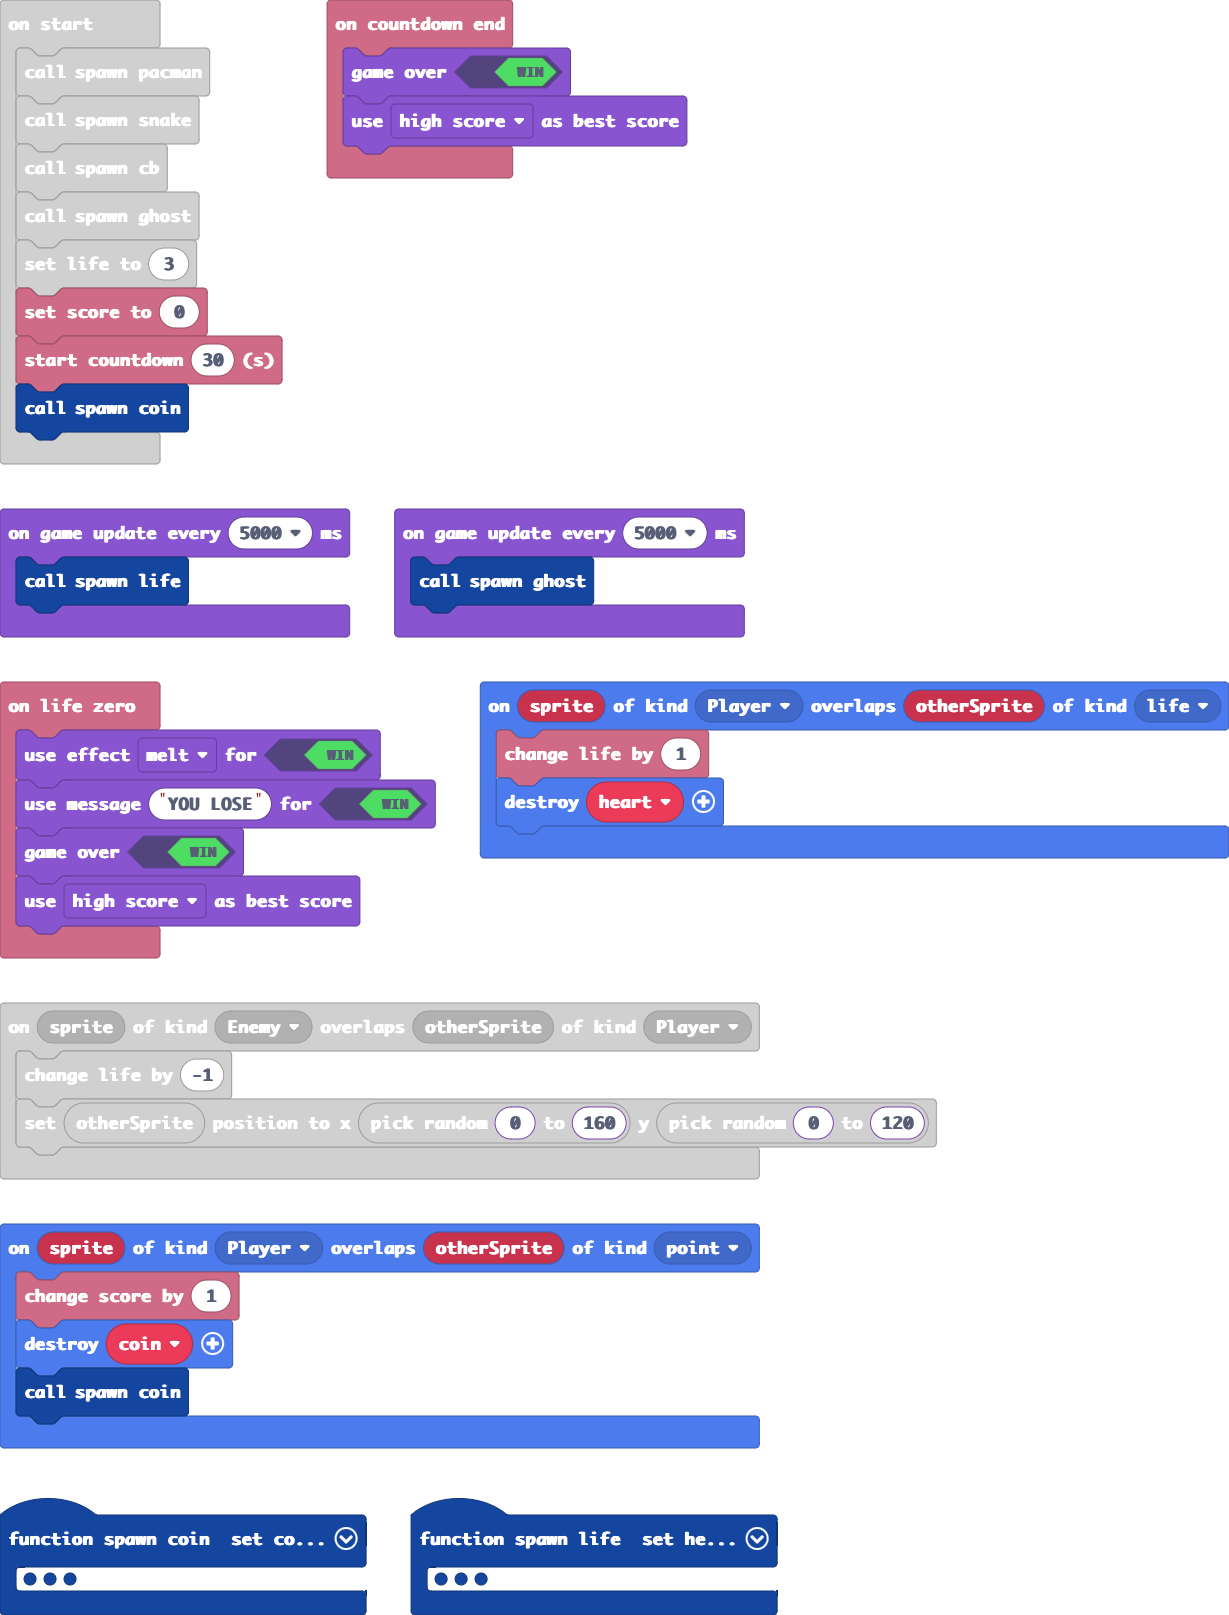 on start
call spawn pacman
call spawn snake
call spawn cb
call spawn ghost
set life to 3
set score to 0
start countdown 30 (s)
call spawn coin
on countdown end
game over WIN
use high score as best score
on game update every 5000 ms
call spawn life
on game update every 5000 ms
call spawn ghost
on life zero
use effect melt for WIN
use message "YOU LOSE" for WIN
game over WIN
use high score as best score
on sprite of kind Player overlaps otherSprite of kind life
change life by 1
destroy heart
on sprite of kind Enemy overlaps otherSprite of kind Player
change life by -1
set otherSprite position to x pick random 0 to 160 y pick random 0 to 120
on sprite of kind Player overlaps otherSprite of kind point
change score by 1
destroy coin
call spawn coin
function spawn coin set co...
function spawn life set he...